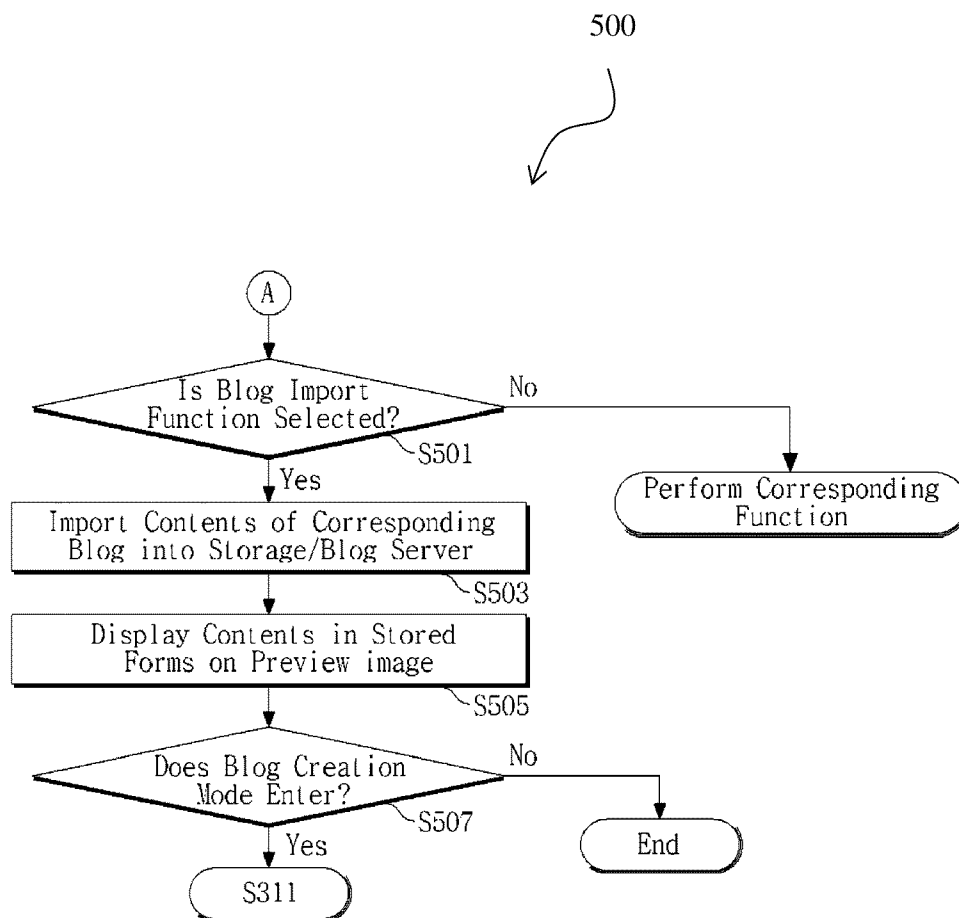 500
A
Is Blog Import
Function Selected?
No
S501
Yes
Perform Corresponding
Function
Import Contents of Corresponding
Blog into Storage/Blog Server
S503
Display Contents in Stored
Forms on Preview image
S505
Does Blog Creation
Mode Enter?
No
S507
Yes
End
S311